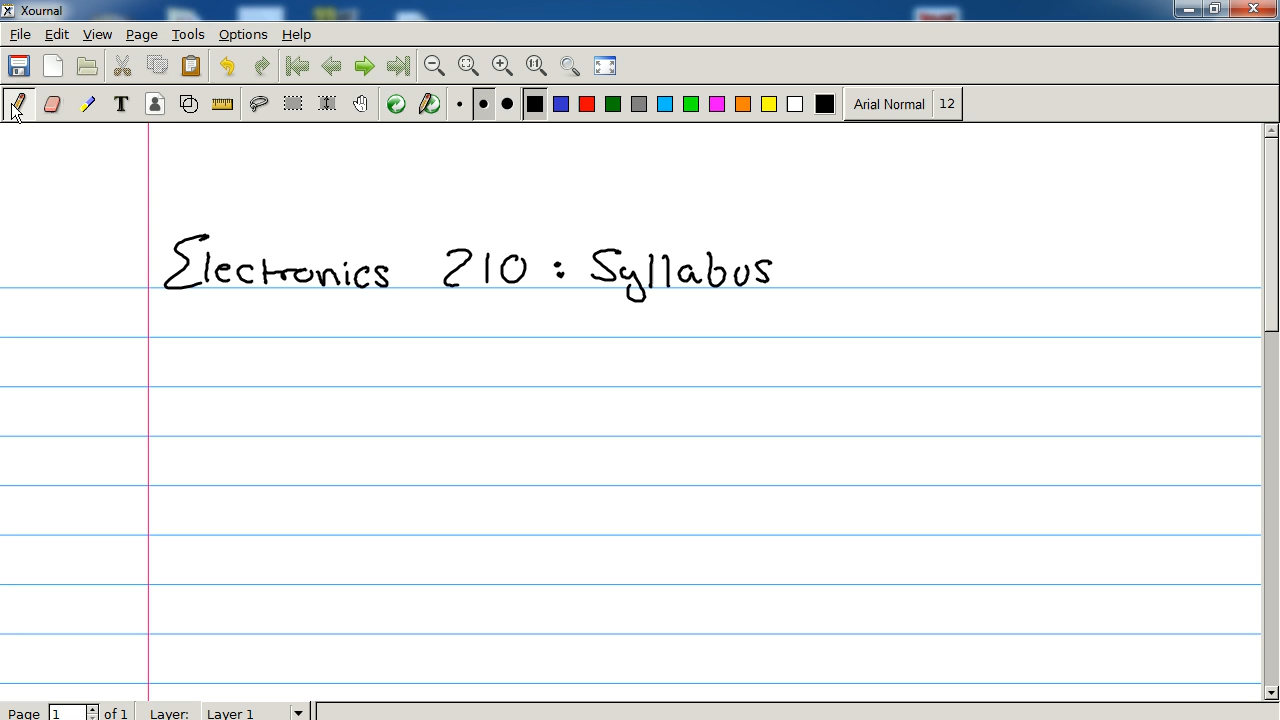 Xournal
File Edit View Page Tools Options Help
T Arial Normal 12
Electronics 210 : Syllabus
Page 1 of 1 Layer: Layer 1